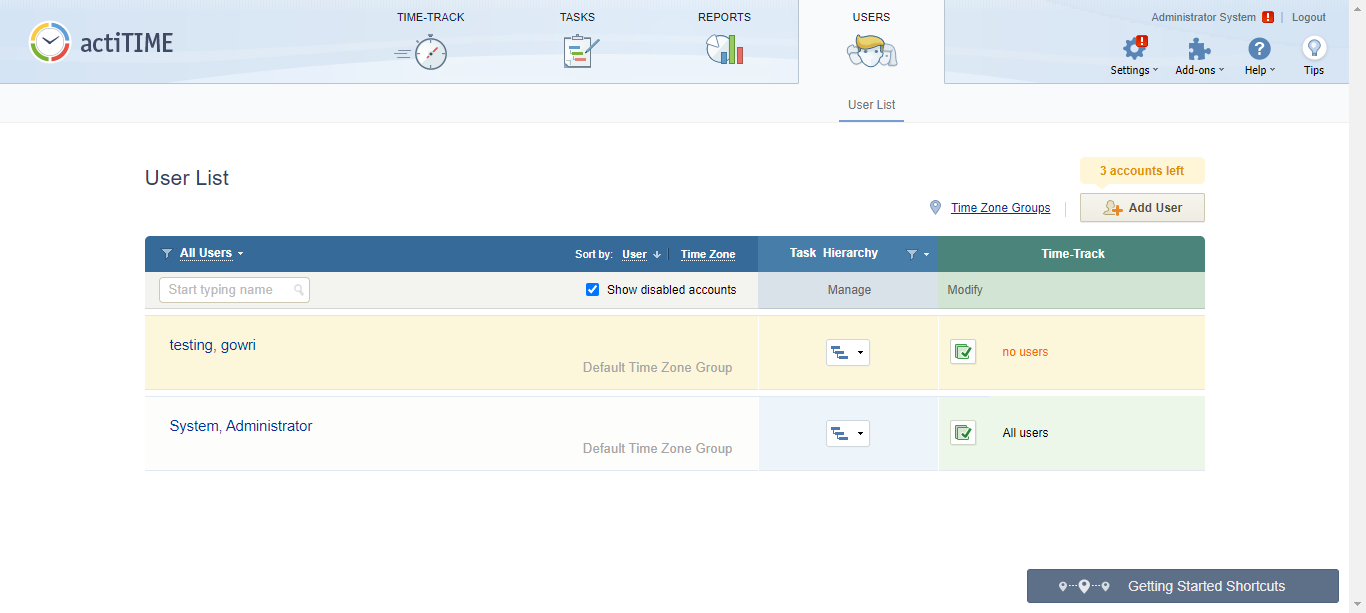 actiTIME
TIME-TRACK
TASKS
REPORTS
USERS
Administrator System ! | Logout
Settings
Add-ons
Help
Tips
User List
User List
3 accounts left
Time Zone Groups
Add User
All Users
Sort by: User ↓ Time Zone
Task Hierarchy
Time-Track
Start typing name
Show disabled accounts
Manage
Modify
testing, gowri
Default Time Zone Group
no users
System, Administrator
Default Time Zone Group
All users
Getting Started Shortcuts